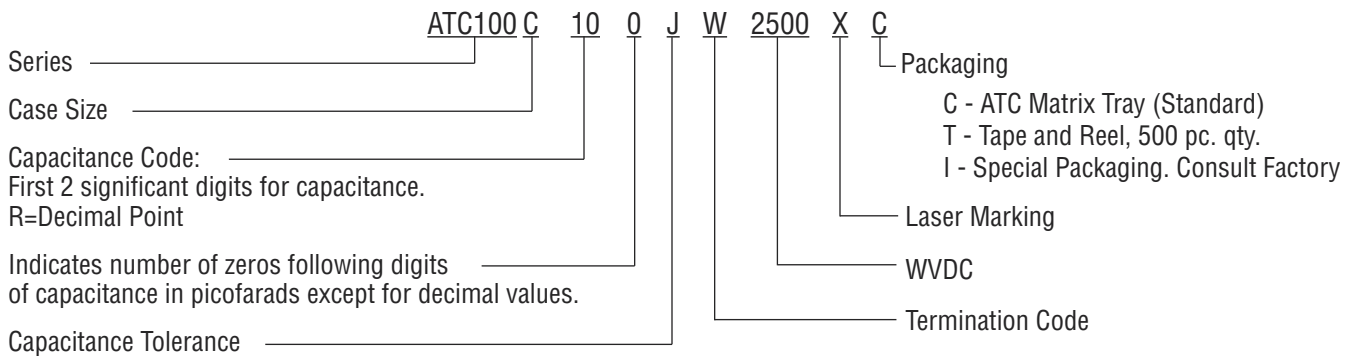 ATC100 C 10 0 J W 2500 X C
Series
Case Size
Capacitance Code:
First 2 significant digits for capacitance.
R=Decimal Point
Indicates number of zeros following digits
of capacitance in picofarads except for decimal values.
Capacitance Tolerance
Packaging
C - ATC Matrix Tray (Standard)
T - Tape and Reel, 500 pc. qty.
I - Special Packaging. Consult Factory
Laser Marking
WVDC
Termination Code